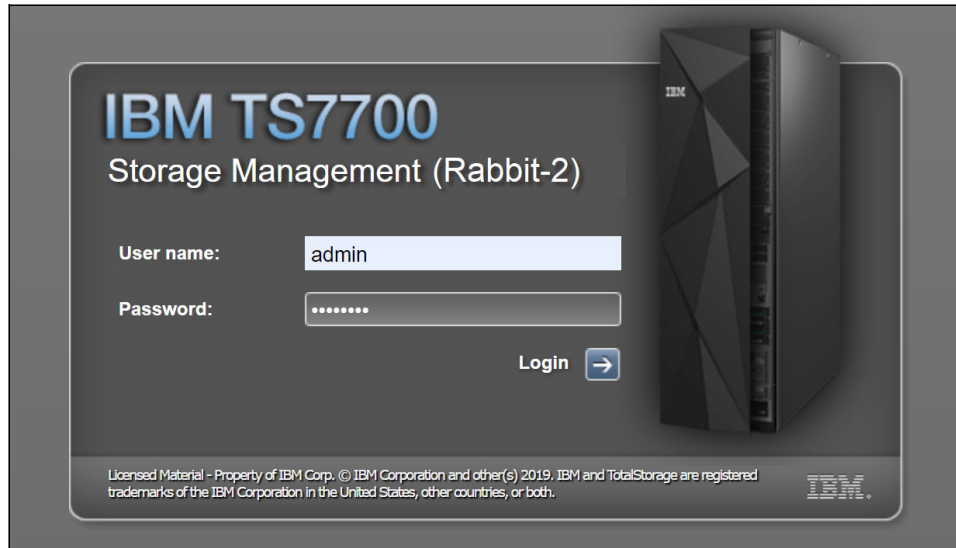 IBM
IBM TS7700
Storage Management (Rabbit-2)
User name:
admin
Password:
••••••••
Login
Licensed Material - Property of IBM Corp. © IBM Corporation and other(s) 2019. IBM and TotalStorage are registered
trademarks of the IBM Corporation in the United States, other countries, or both.
IBM.